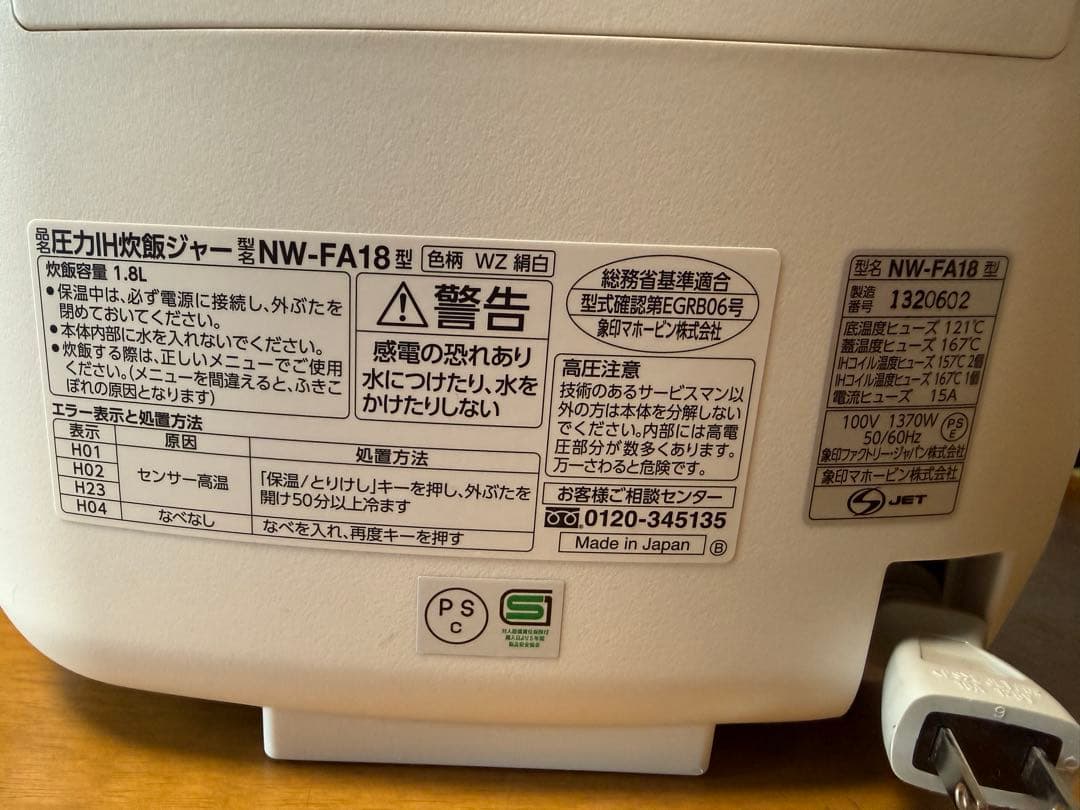 品名 圧力IH炊飯ジャー 型名 NW-FA18 型 色柄 WZ 絹白
炊飯容量 1.8L
●保温中は、必ず電源に接続し、外ぶたを
閉めておいてください。
●本体内部に水を入れないでください。
●炊飯する際は、正しいメニューでご使用
ください。(メニューを間違えると、ふきこ
ぼれの原因となります)
エラー表示と処置方法
表示 原因 処置方法
H01
H02
H23
センサー高温
「保温/とりけし」キーを押し、外ぶたを
開け50分以上冷ます
H04 なべなし なべを入れ、再度キーを押す
警告
感電の恐れあり
水につけたり、水を
かけたりしない
総務省基準適合
型式確認第EGRB06号
象印マホービン株式会社
高圧注意
技術のあるサービスマン以
外の方は本体を分解しない
でください。内部には高電
圧部分が数多くあります。
万一さわると危険です。
お客様ご相談センター
0120-345135
Made in Japan B
型名 NW-FA18 型
製造番号 1320602
底温度ヒューズ 121℃
蓋温度ヒューズ 167℃
IHコイル温度ヒューズ 157℃ 2個
IHコイル温度ヒューズ 167℃ 1個
電流ヒューズ 15A
100V 1370W
50/60Hz
PSE
象印ファクトリー・ジャパン株式会社
象印マホービン株式会社
S JET
PSC